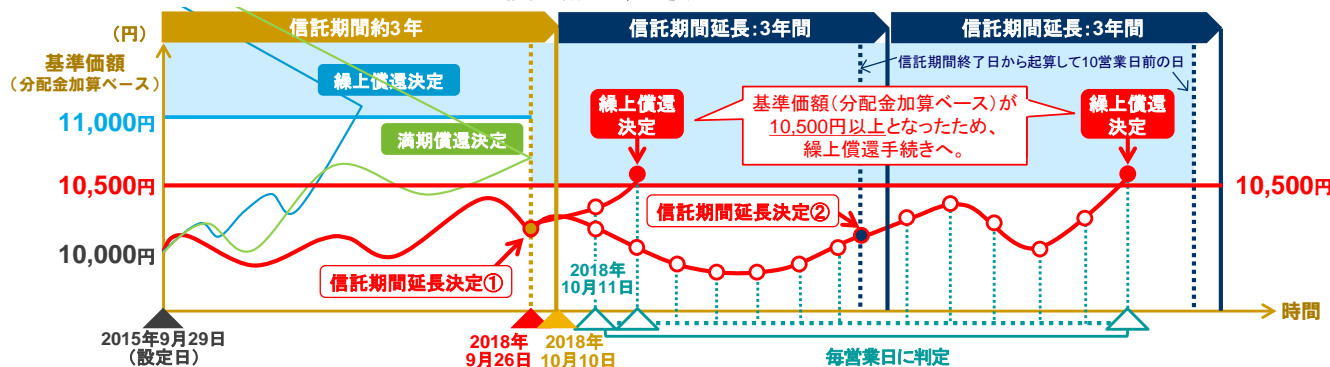 信託期間約3年
信託期間延長：3年間
信託期間延長：3年間
（円）
基準価額
（分配金加算ベース）
繰上償還決定
信託期間終了日から起算して10営業日前の日
11,000円
満期償還決定
繰上償還
決定
基準価額（分配金加算ベース）が
10,500円以上となったため、
繰上償還手続きへ。
繰上償還
決定
10,500円
10,500円
信託期間延長決定②
10,000円
信託期間延長決定①
2018年
10月11日
時間
2015年9月29日
（設定日）
2018年
9月26日
2018年
10月10日
毎営業日に判定